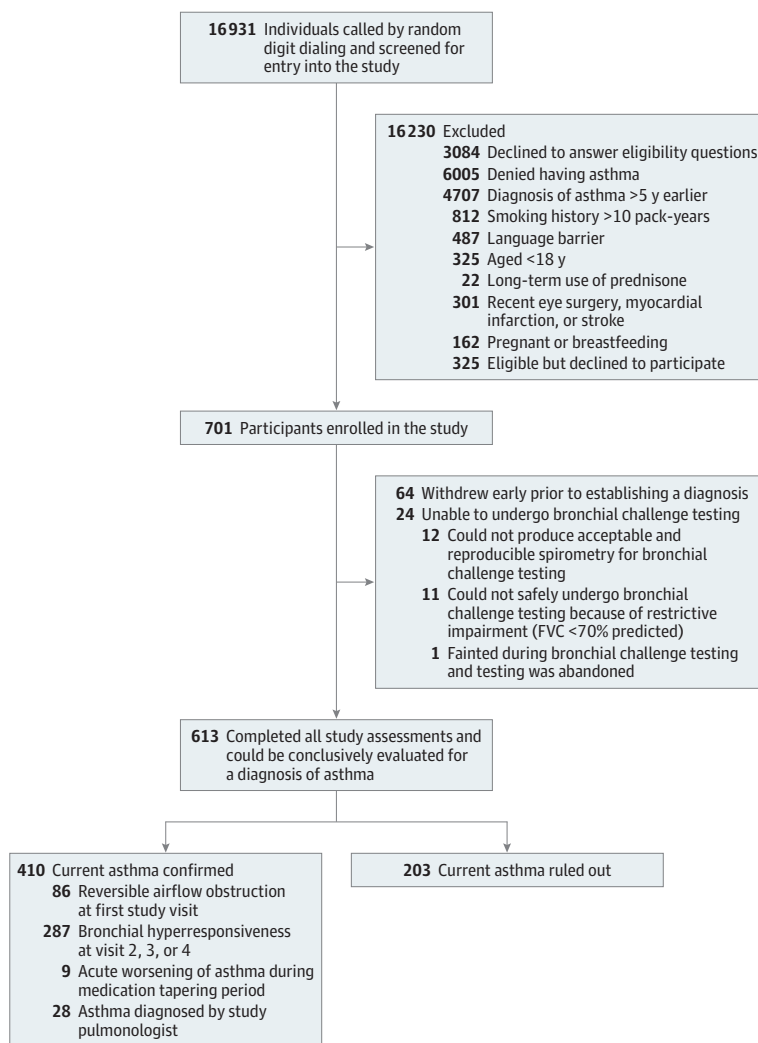 16931 Individuals called by random
digit dialing and screened for
entry into the study
16230 Excluded
3084 Declined to answer eligibility questions
6005 Denied having asthma
4707 Diagnosis of asthma >5 y earlier
812 Smoking history >10 pack-years
487 Language barrier
325 Aged <18 y
22 Long-term use of prednisone
301 Recent eye surgery, myocardial
infarction, or stroke
162 Pregnant or breastfeeding
325 Eligible but declined to participate
701 Participants enrolled in the study
64 Withdrew early prior to establishing a diagnosis
24 Unable to undergo bronchial challenge testing
12 Could not produce acceptable and
reproducible spirometry for bronchial
challenge testing
11 Could not safely undergo bronchial
challenge testing because of restrictive
impairment (FVC <70% predicted)
1 Fainted during bronchial challenge testing
and testing was abandoned
613 Completed all study assessments and
could be conclusively evaluated for
a diagnosis of asthma
410 Current asthma confirmed
86 Reversible airflow obstruction
at first study visit
287 Bronchial hyperresponsiveness
at visit 2, 3, or 4
9 Acute worsening of asthma during
medication tapering period
28 Asthma diagnosed by study
pulmonologist
203 Current asthma ruled out